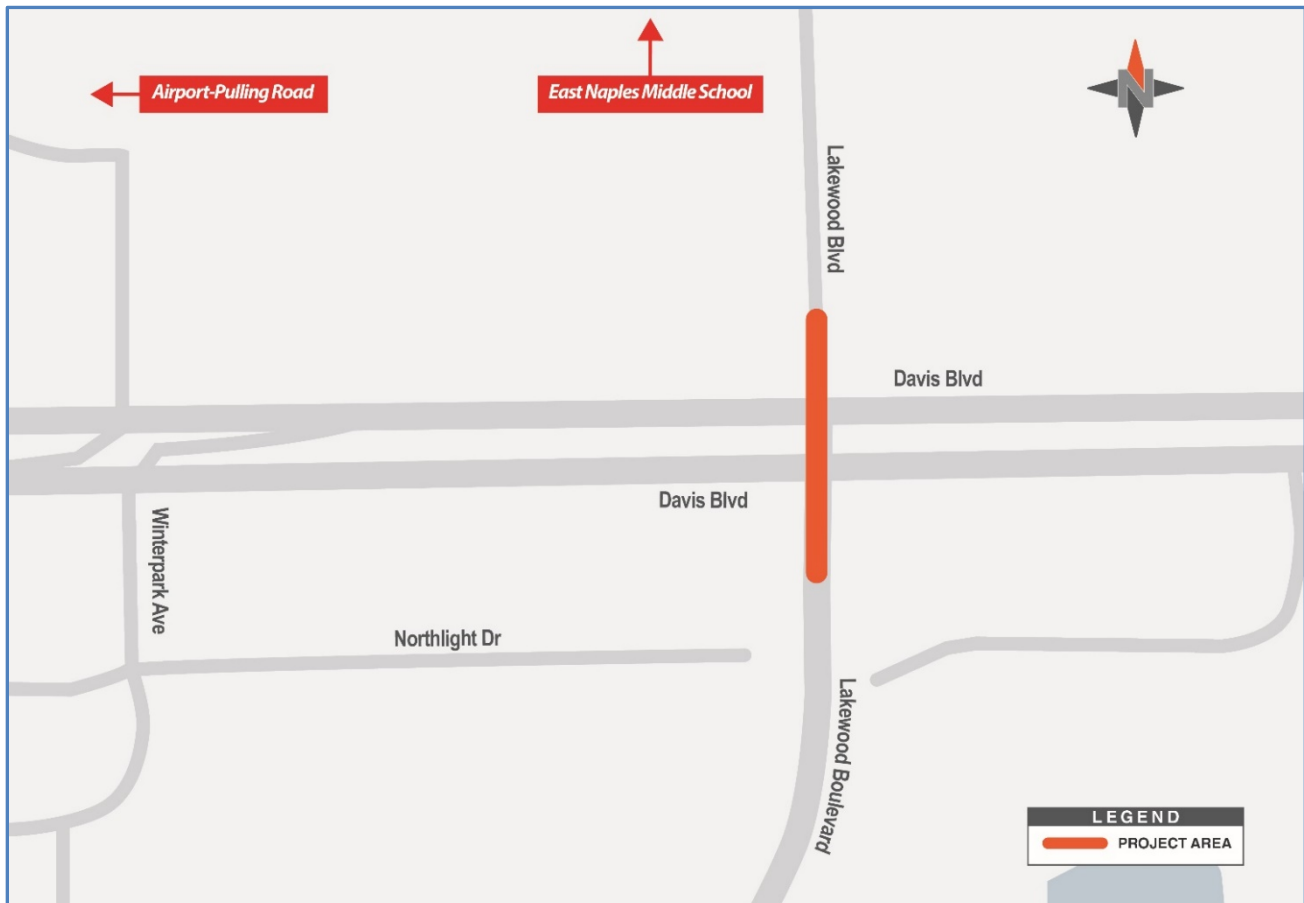 Airport-Pulling Road
East Naples Middle School
N
Lakewood Blvd
Davis Blvd
Davis Blvd
Winterpark Ave
Northlight Dr
Lakewood Boulevard
LEGEND
PROJECT AREA